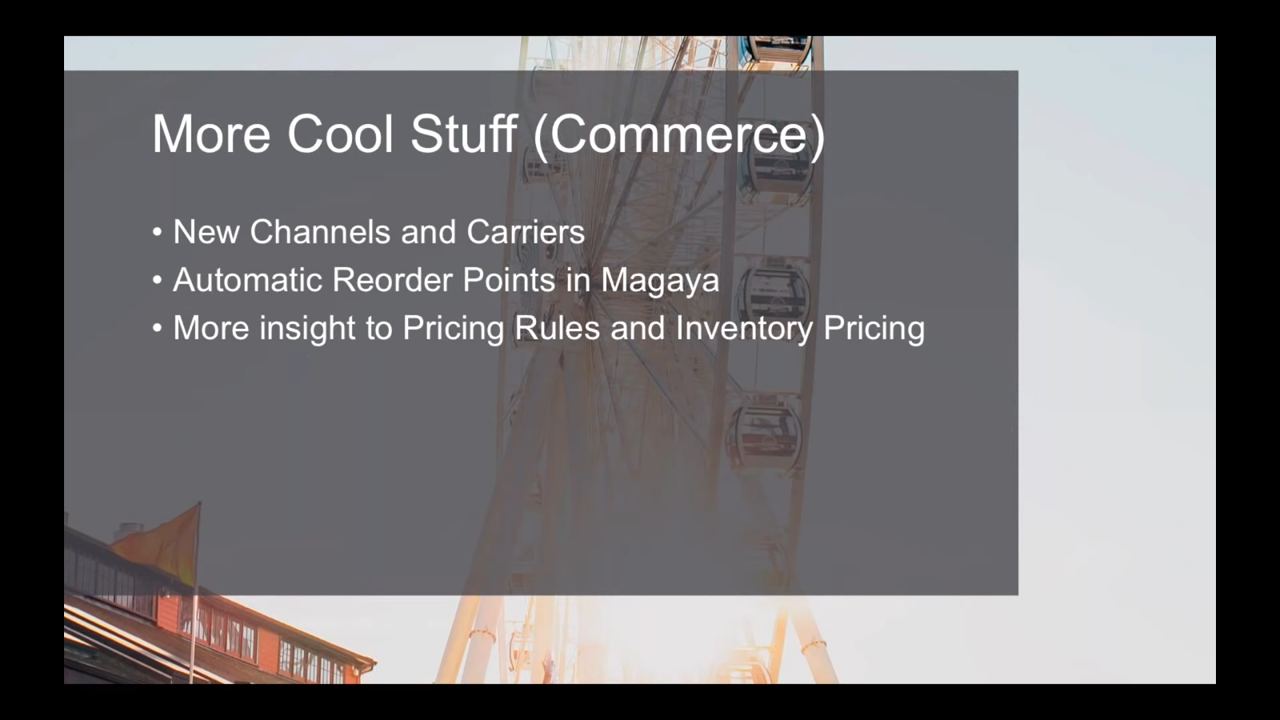 More Cool Stuff (Commerce)
• New Channels and Carriers
• Automatic Reorder Points in Magaya
• More insight to Pricing Rules and Inventory Pricing